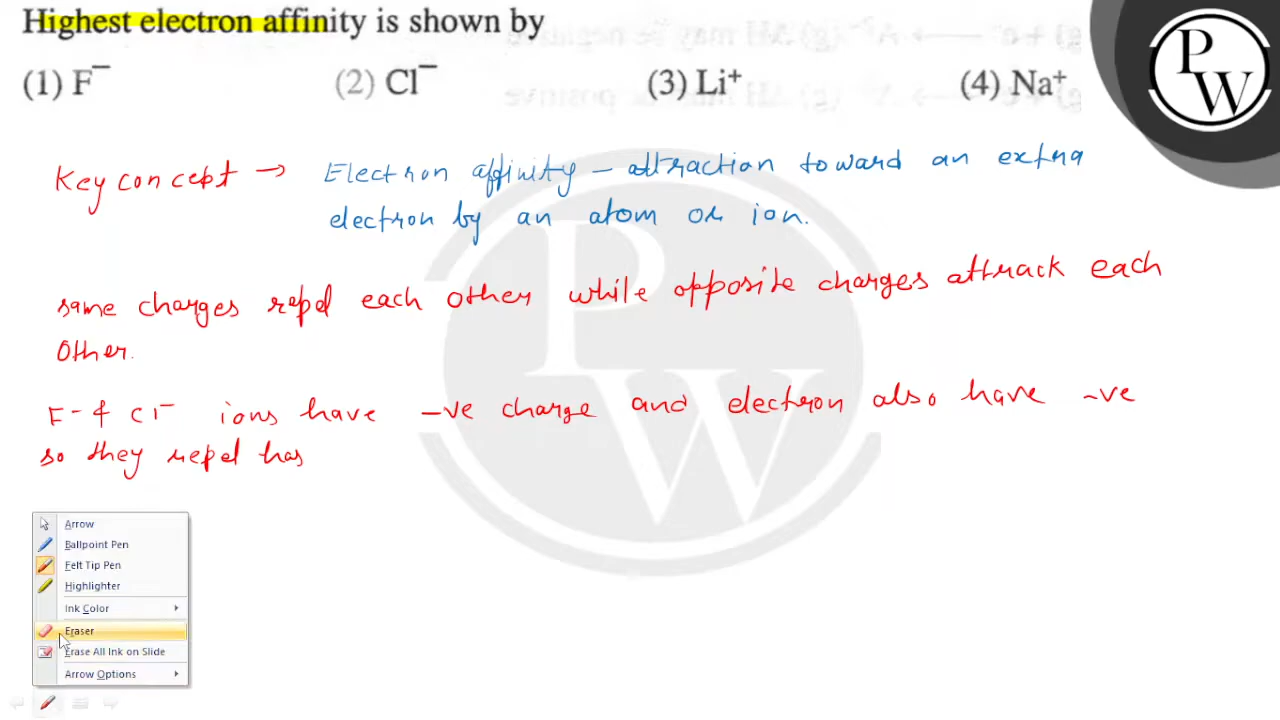 Highest electron affinity is shown by
(1) F⁻ (2) Cl⁻ (3) Li⁺ (4) Na⁺
Key concept → Electron affinity – attraction toward an extra
electron by an atom or ion.
same charges repel each other while opposite charges attrack each
other.
F- & Cl⁻ ions have -ve charge and electron also have -ve
so they repel has
Arrow
Ballpoint Pen
Felt Tip Pen
Highlighter
Ink Color
Eraser
Erase All Ink on Slide
Arrow Options
PW
PW